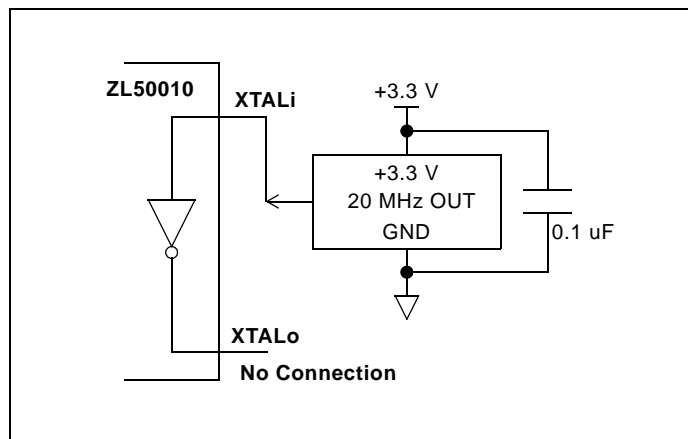 ZL50010
XTALi
+3.3 V
+3.3 V
20 MHz OUT
GND
0.1 uF
XTALo
No Connection